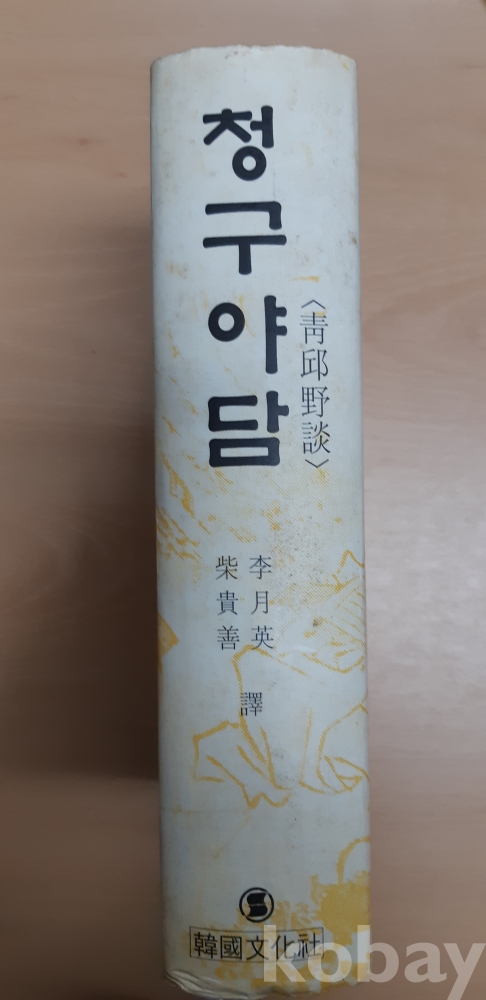 청구야담
〈靑邱野談〉
李月英
柴貴善
譯
韓國文化社
kobay